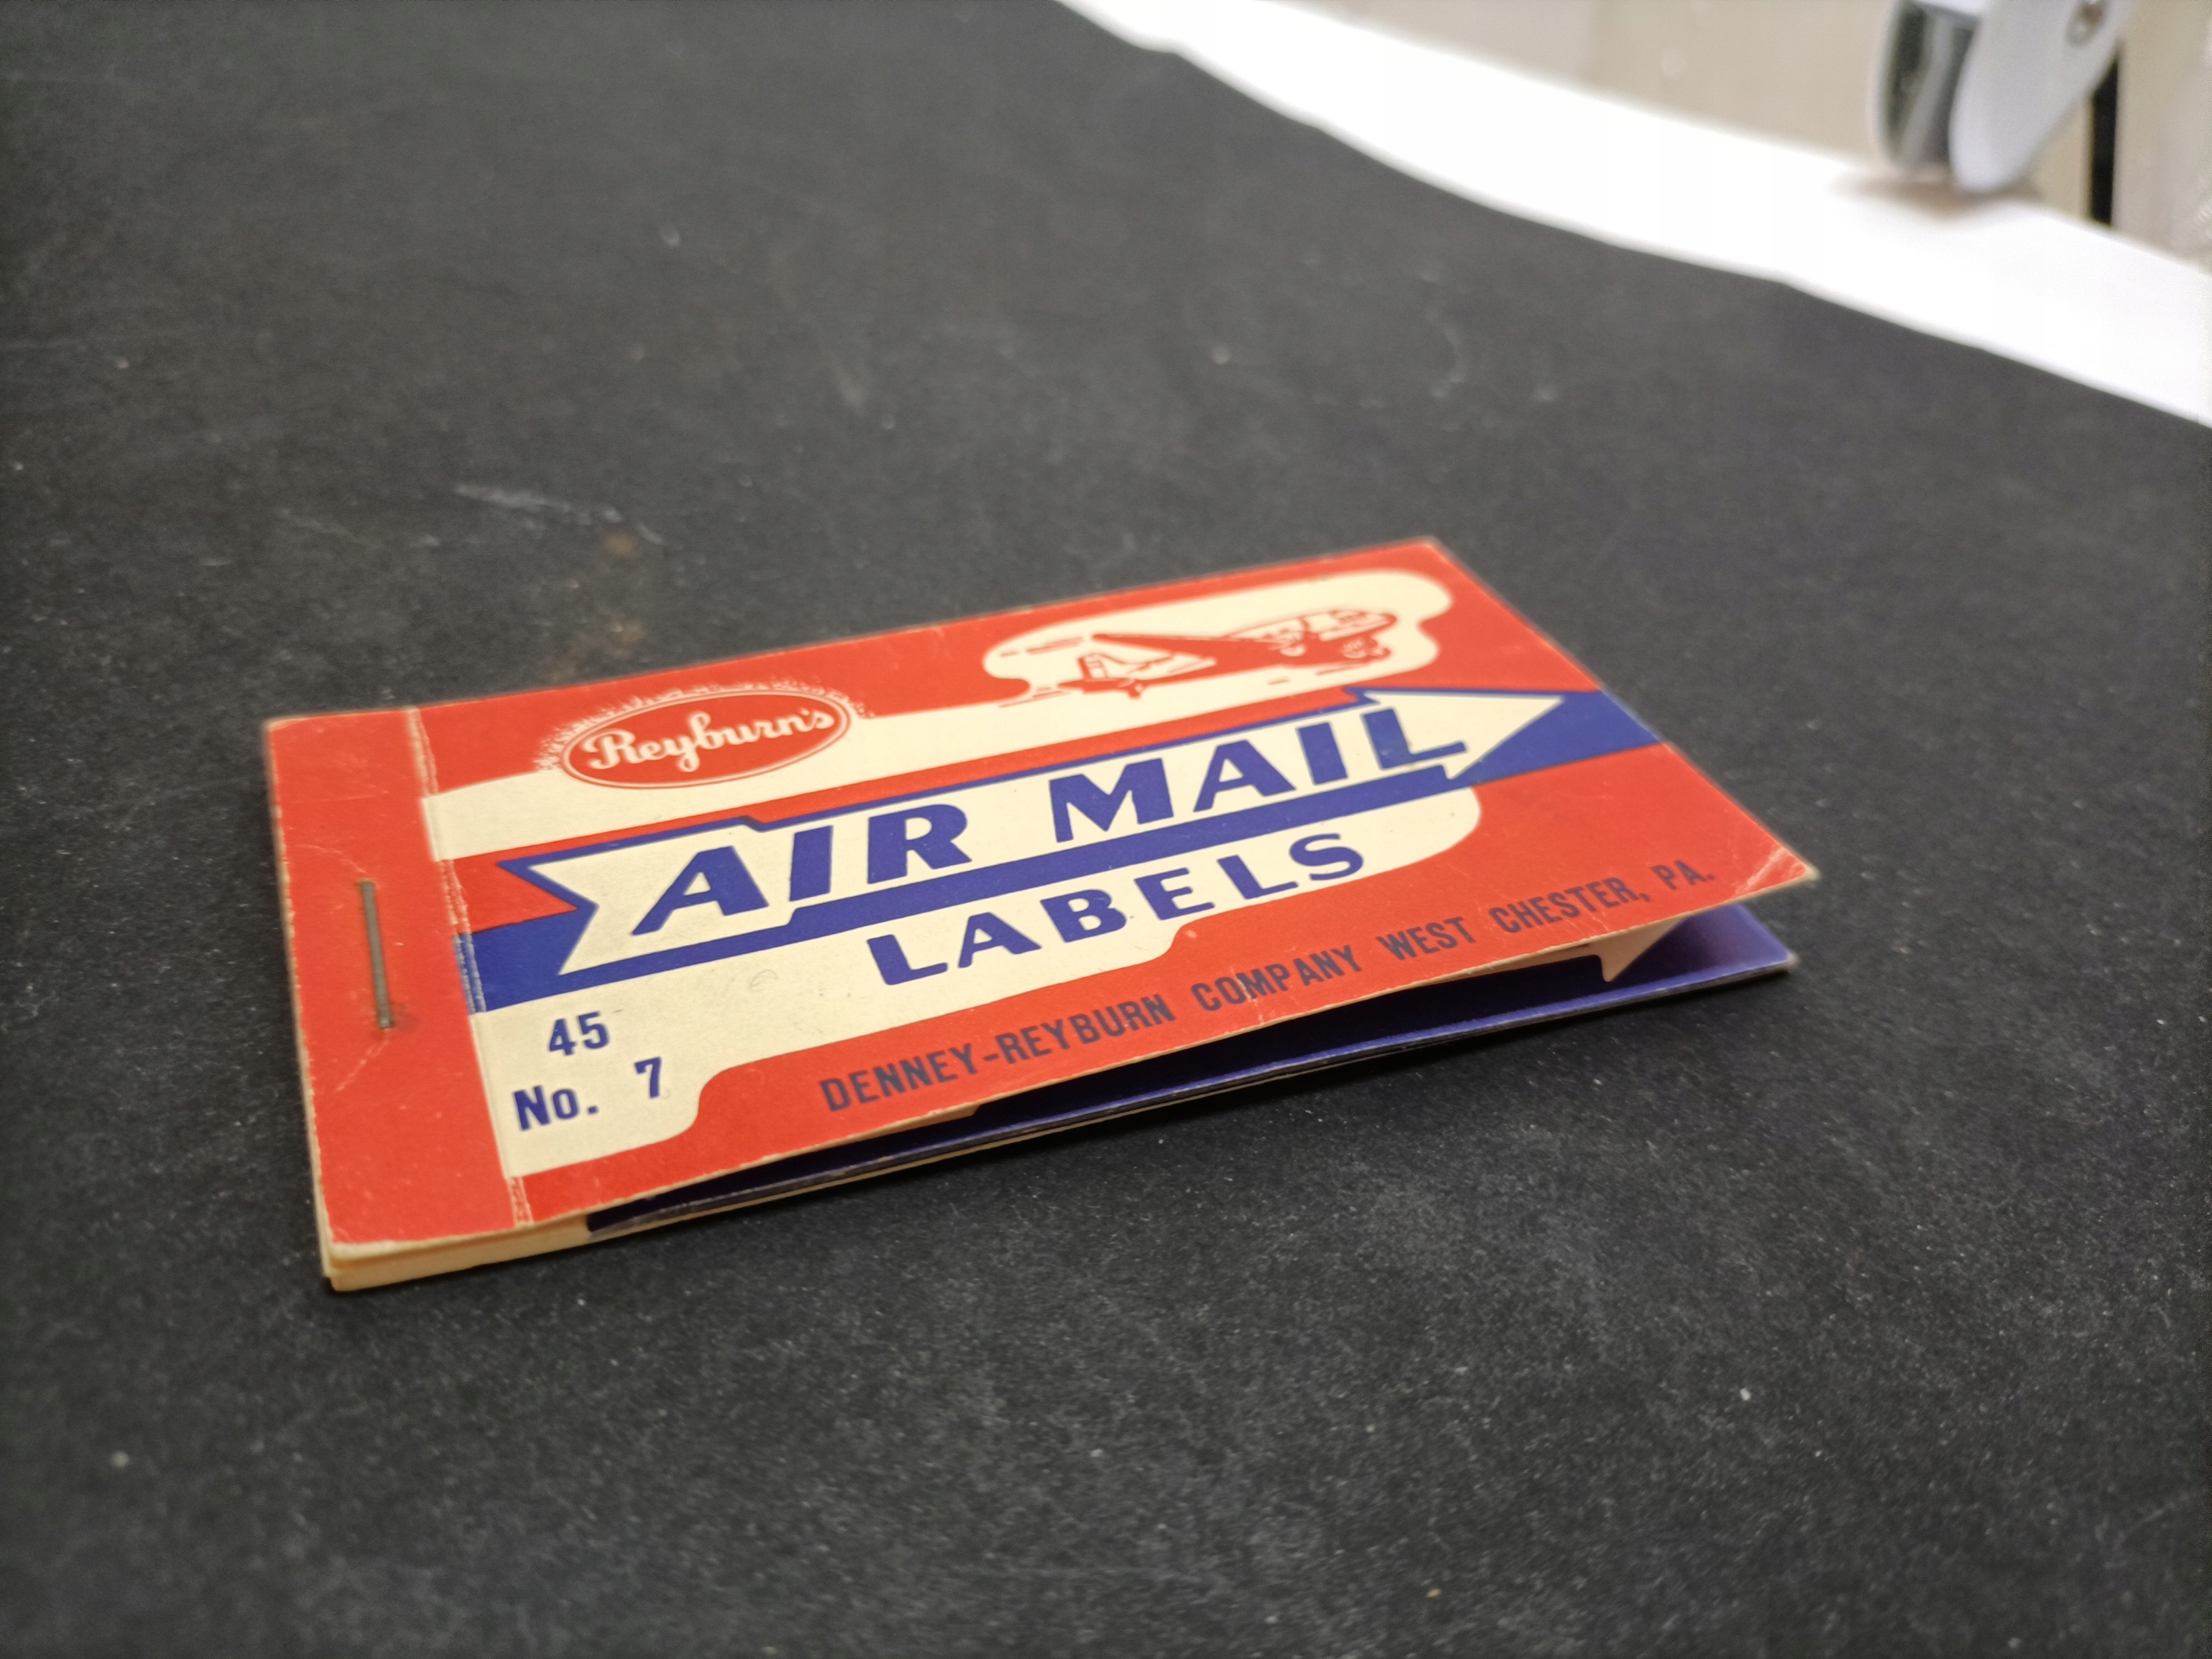 Reyburn's
AIR MAIL
LABELS
45
No. 7
DENNEY-REYBURN COMPANY WEST CHESTER, PA.